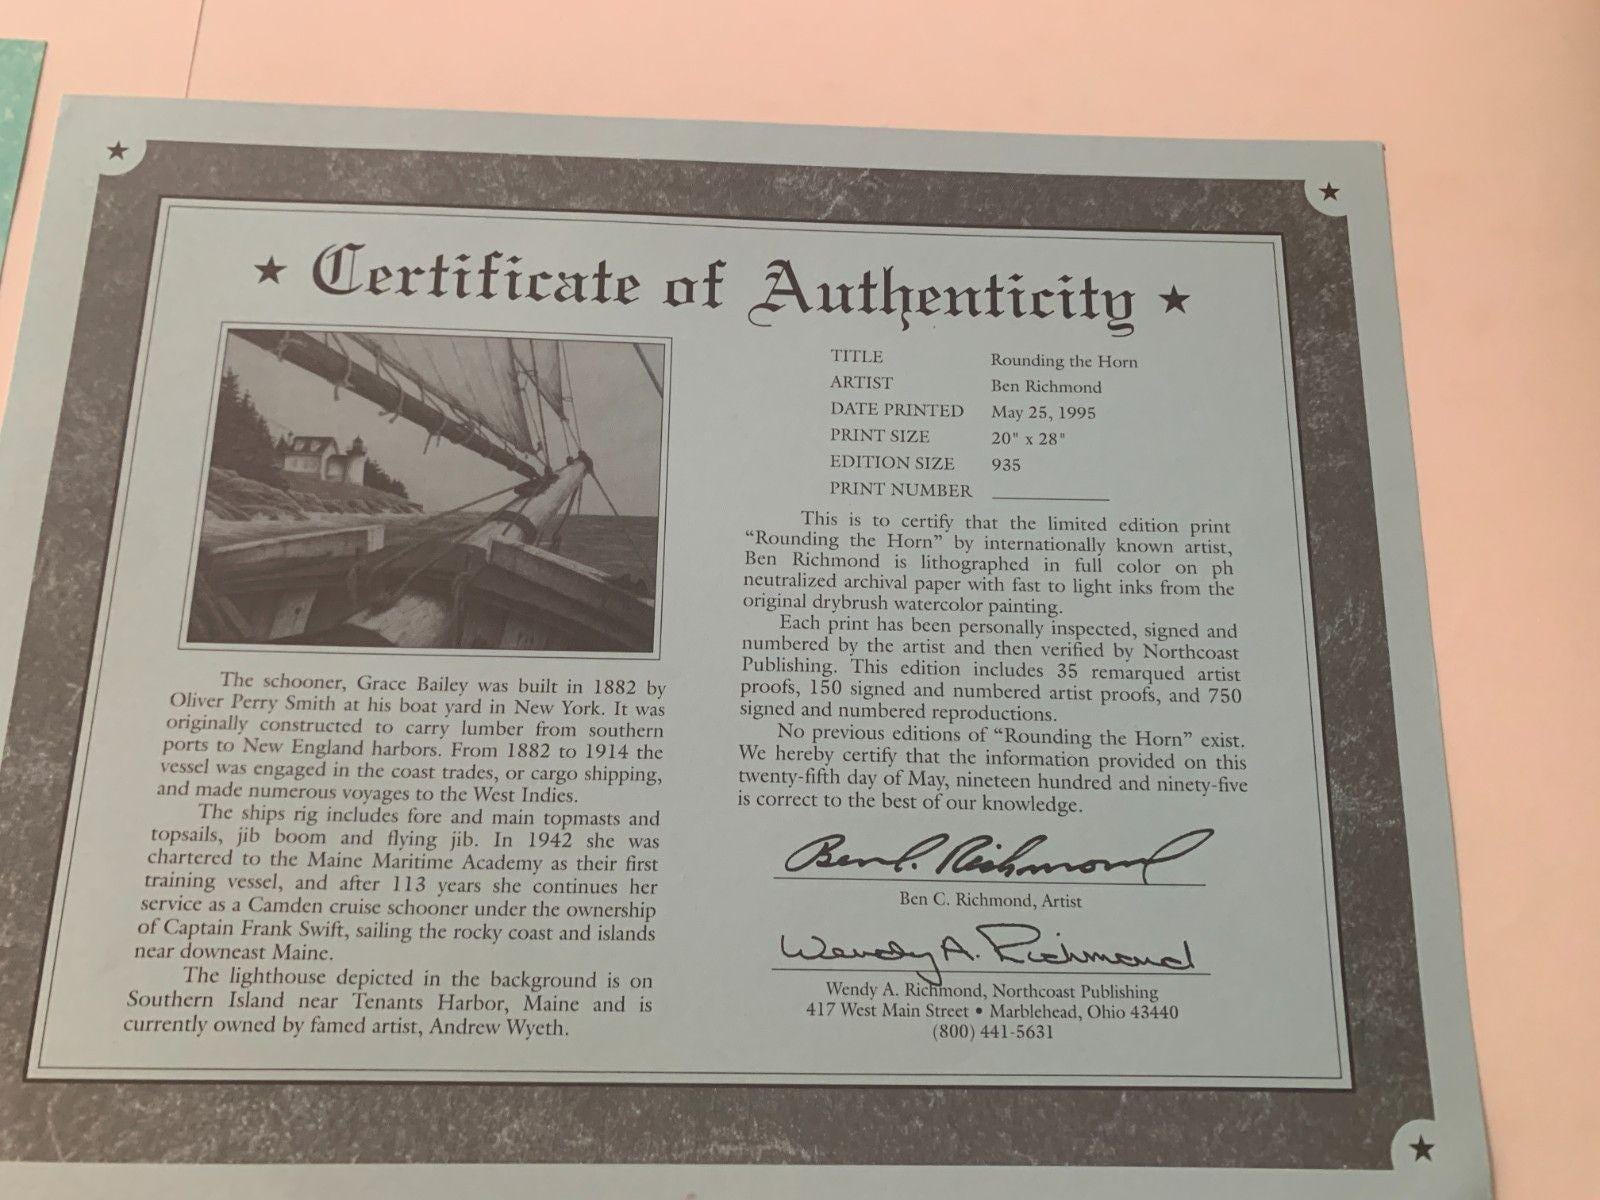 Certificate of Authenticity
TITLE Rounding the Horn
ARTIST Ben Richmond
DATE PRINTED May 25, 1995
PRINT SIZE 20" x 28"
EDITION SIZE 935
PRINT NUMBER
This is to certify that the limited edition print
“Rounding the Horn” by internationally known artist,
Ben Richmond is lithographed in full color on ph
neutralized archival paper with fast to light inks from the
original drybrush watercolor painting.
Each print has been personally inspected, signed and
numbered by the artist and then verified by Northcoast
Publishing. This edition includes 35 remarqued artist
proofs, 150 signed and numbered artist proofs, and 750
signed and numbered reproductions.
No previous editions of “Rounding the Horn” exist.
We hereby certify that the information provided on this
twenty-fifth day of May, nineteen hundred and ninety-five
is correct to the best of our knowledge.
Ben C. Richmond
Ben C. Richmond, Artist
Wendy A. Richmond
Wendy A. Richmond, Northcoast Publishing
417 West Main Street • Marblehead, Ohio 43440
(800) 441-5631
The schooner, Grace Bailey was built in 1882 by
Oliver Perry Smith at his boat yard in New York. It was
originally constructed to carry lumber from southern
ports to New England harbors. From 1882 to 1914 the
vessel was engaged in the coast trades, or cargo shipping,
and made numerous voyages to the West Indies.
The ships rig includes fore and main topmasts and
topsails, jib boom and flying jib. In 1942 she was
chartered to the Maine Maritime Academy as their first
training vessel, and after 113 years she continues her
service as a Camden cruise schooner under the ownership
of Captain Frank Swift, sailing the rocky coast and islands
near downeast Maine.
The lighthouse depicted in the background is on
Southern Island near Tenants Harbor, Maine and is
currently owned by famed artist, Andrew Wyeth.